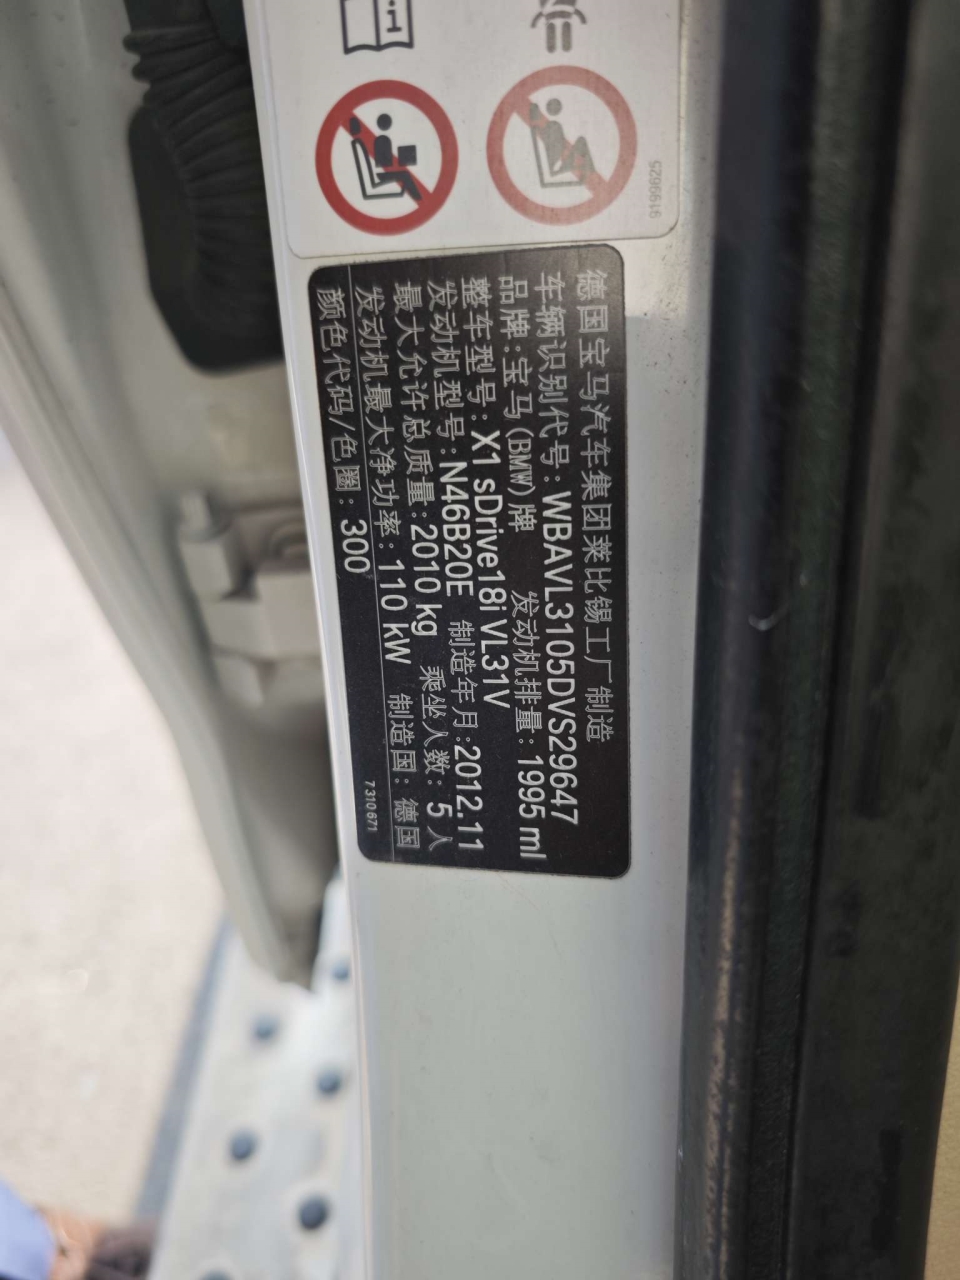 9199625
德国宝马汽车集团莱比锡工厂制造
车辆识别代号:WBAVL3105DVS29647
品牌:宝马(BMW)牌 发动机排量:1995 ml
整车型号:X1 sDrive18i VL31V
发动机型号:N46B20E 制造年月:2012.11
最大允许总质量:2010 kg 乘坐人数:5 人
发动机最大净功率:110 kW 制造国:德国
颜色代码/色圈:300
7310671